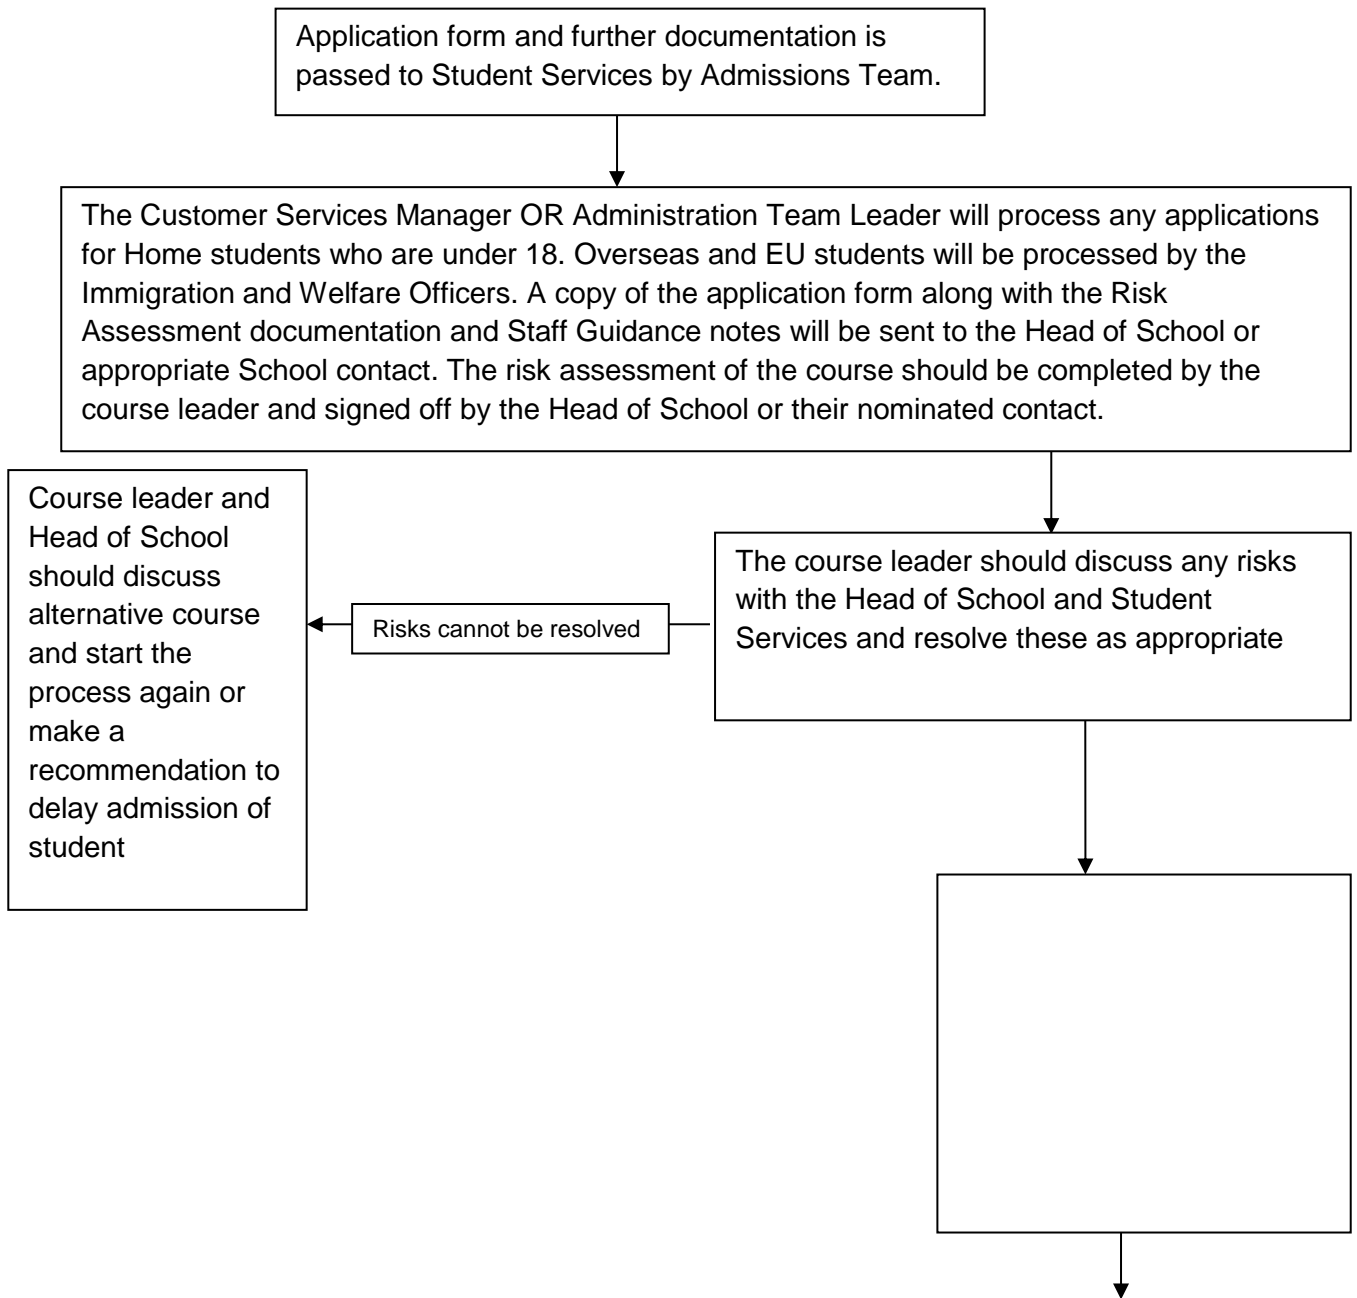 Application form and further documentation is
passed to Student Services by Admissions Team.
The Customer Services Manager OR Administration Team Leader will process any applications
for Home students who are under 18. Overseas and EU students will be processed by the
Immigration and Welfare Officers. A copy of the application form along with the Risk
Assessment documentation and Staff Guidance notes will be sent to the Head of School or
appropriate School contact. The risk assessment of the course should be completed by the
course leader and signed off by the Head of School or their nominated contact.
The course leader should discuss any risks
with the Head of School and Student
Services and resolve these as appropriate
Risks cannot be resolved
Course leader and
Head of School
should discuss
alternative course
and start the
process again or
make a
recommendation to
delay admission of
student